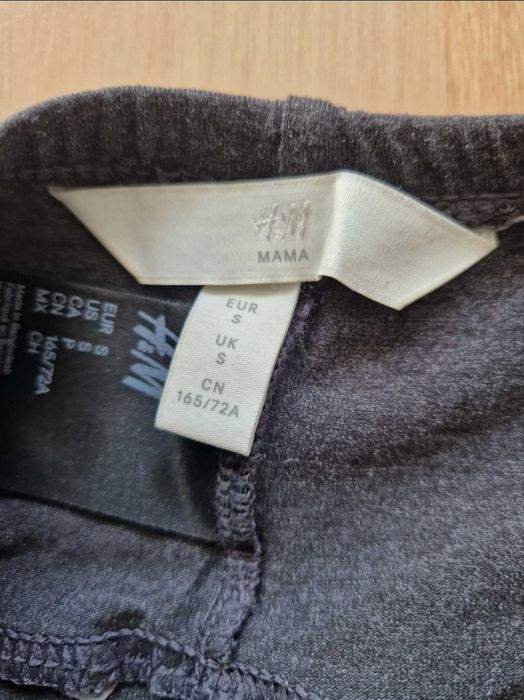 H&M
MAMA
EUR
S
UK
S
CN
165/72A
H&M
EUR S
US S
CA P
CN 165/72A
MX CH